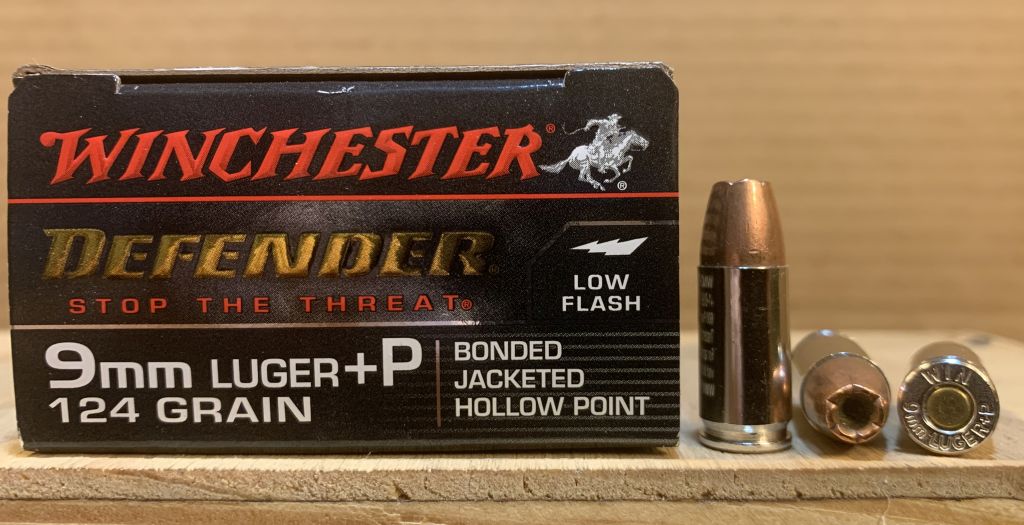 WINCHESTER®
®
DEFENDER®
STOP THE THREAT®
LOW
FLASH
9mm LUGER +P
124 GRAIN
BONDED
JACKETED
HOLLOW POINT
WIN
9mm LUGER+P